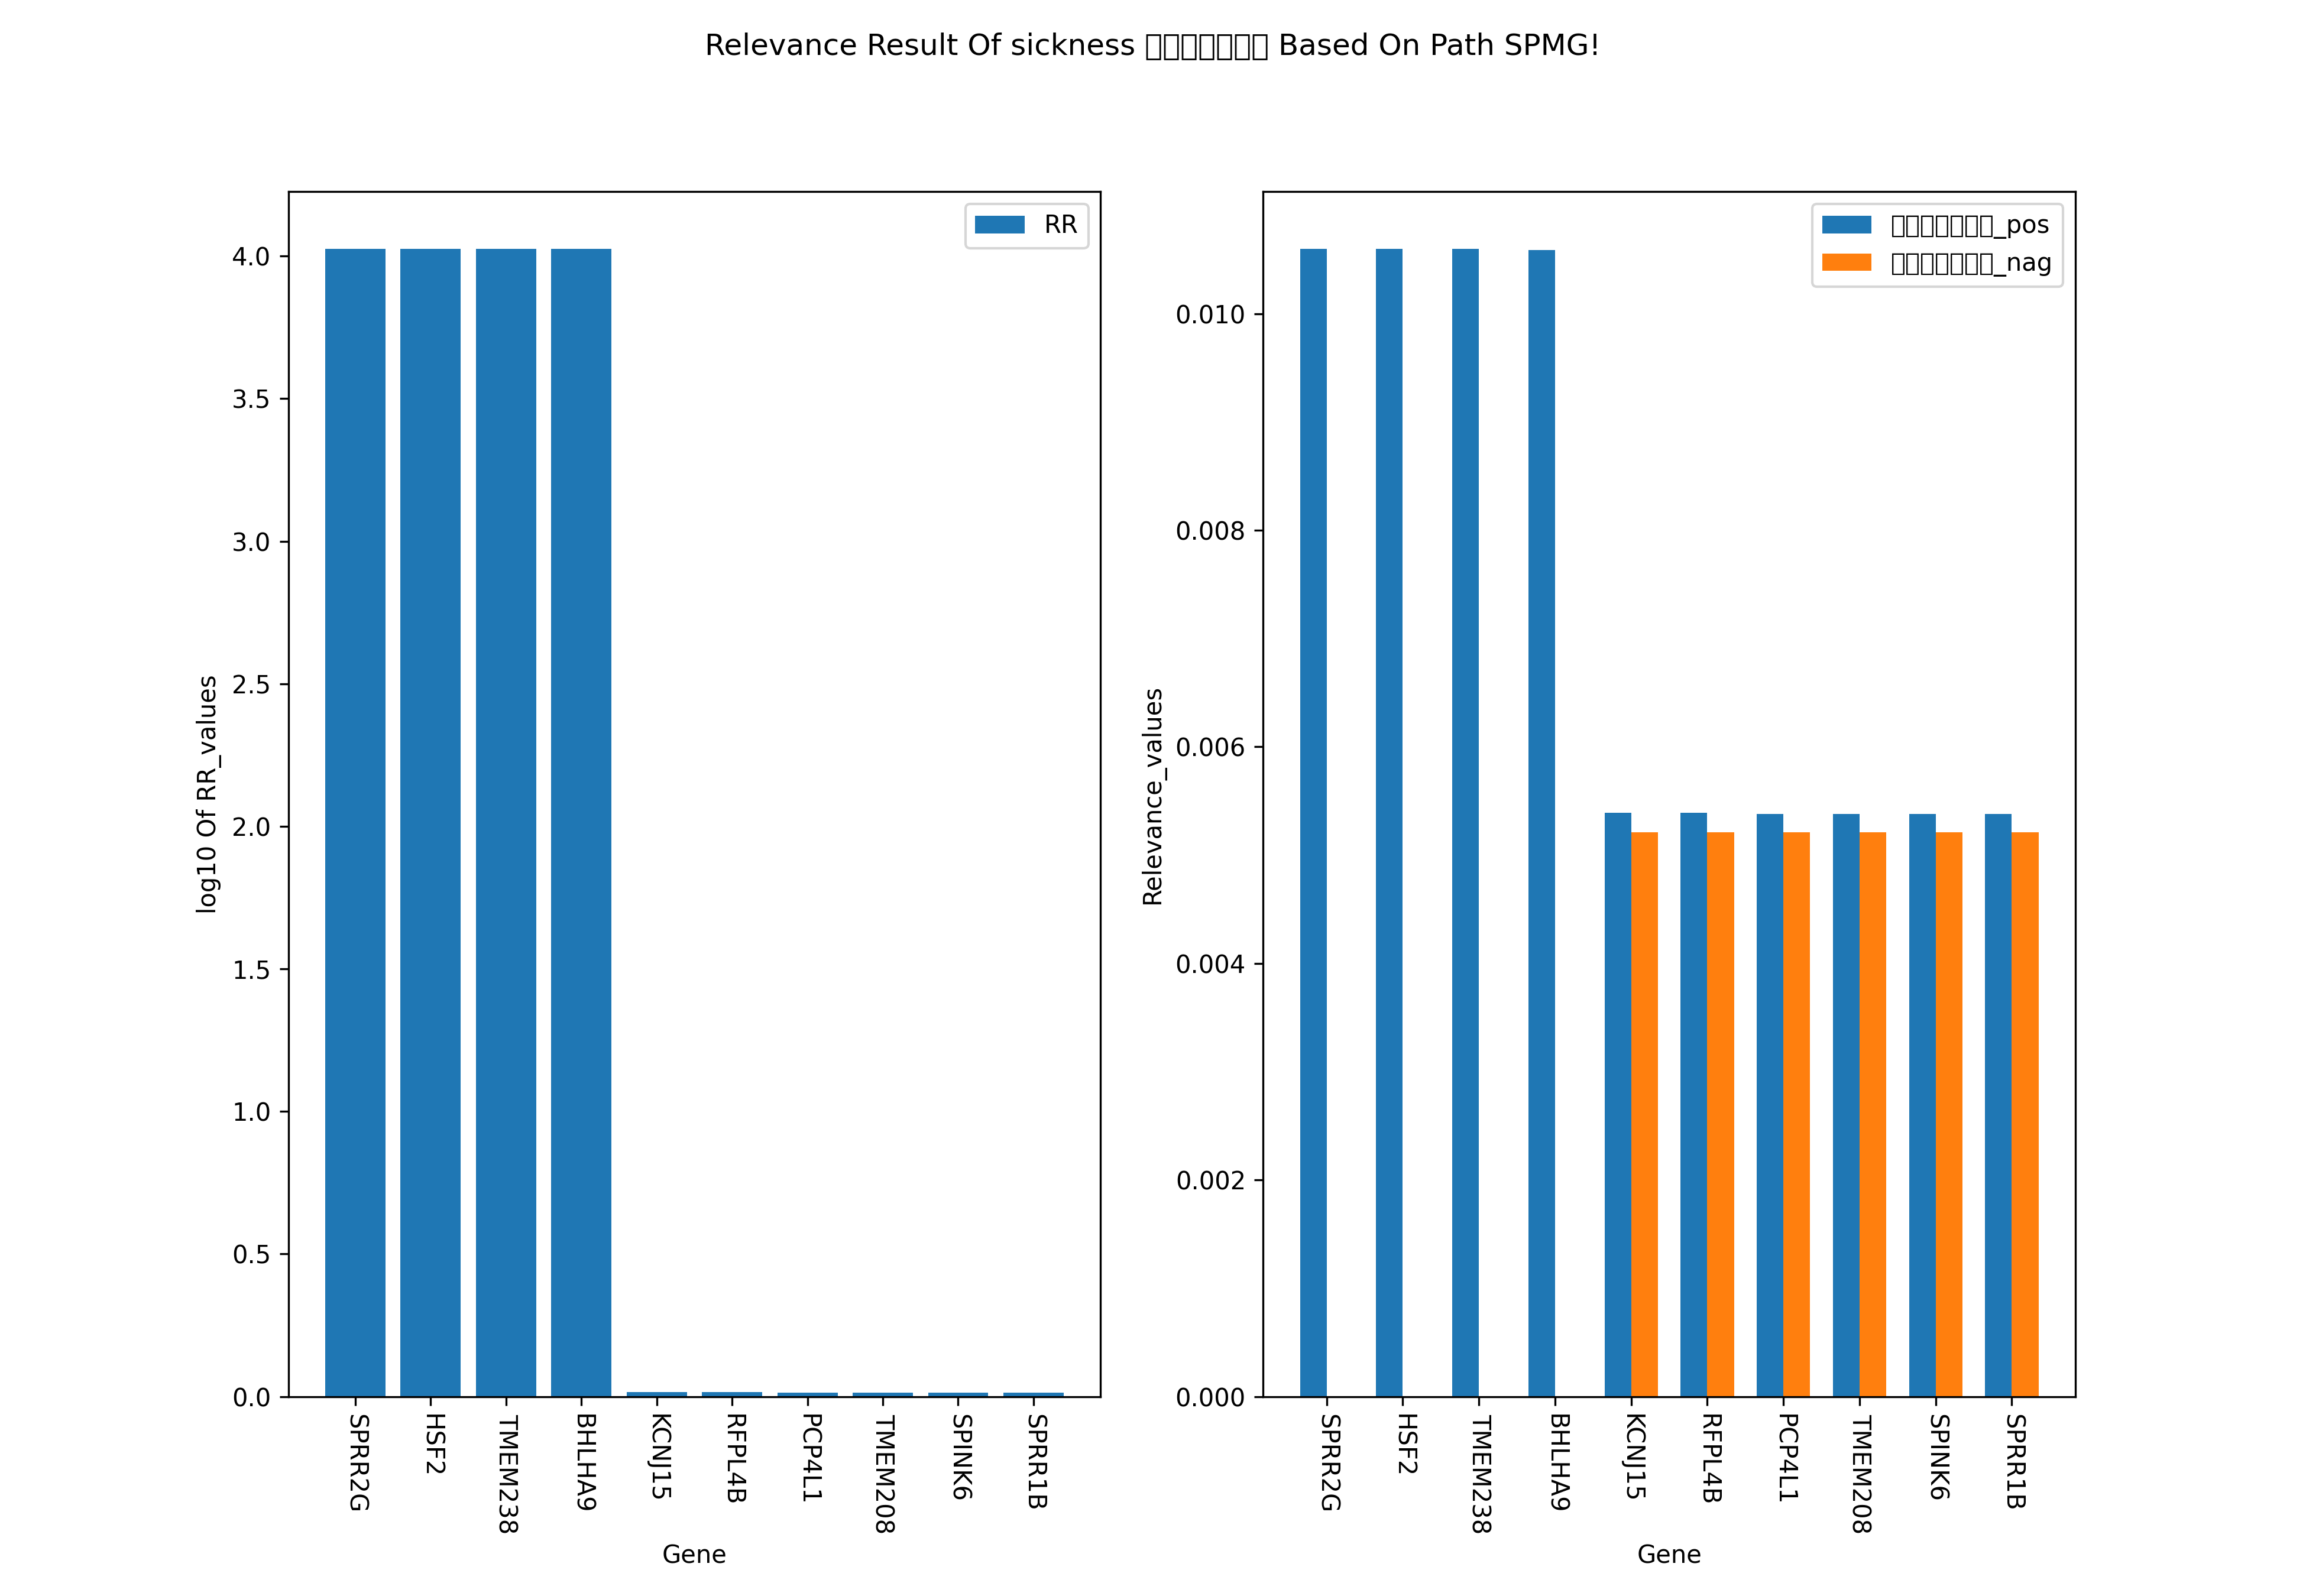 Relevance Result Of sickness Based On Path SPMG!
RR
4.0
3.5
3.0
2.5
2.0
1.5
1.0
0.5
0.0
log10 Of RR_values
SPRR2G
HSF2
TMEM238
BHLHA9
KCNJ15
RFPL4B
PCP4L1
TMEM208
SPINK6
SPRR1B
Gene
_pos
_nag
0.010
0.008
0.006
0.004
0.002
0.000
Relevance_values
SPRR2G
HSF2
TMEM238
BHLHA9
KCNJ15
RFPL4B
PCP4L1
TMEM208
SPINK6
SPRR1B
Gene